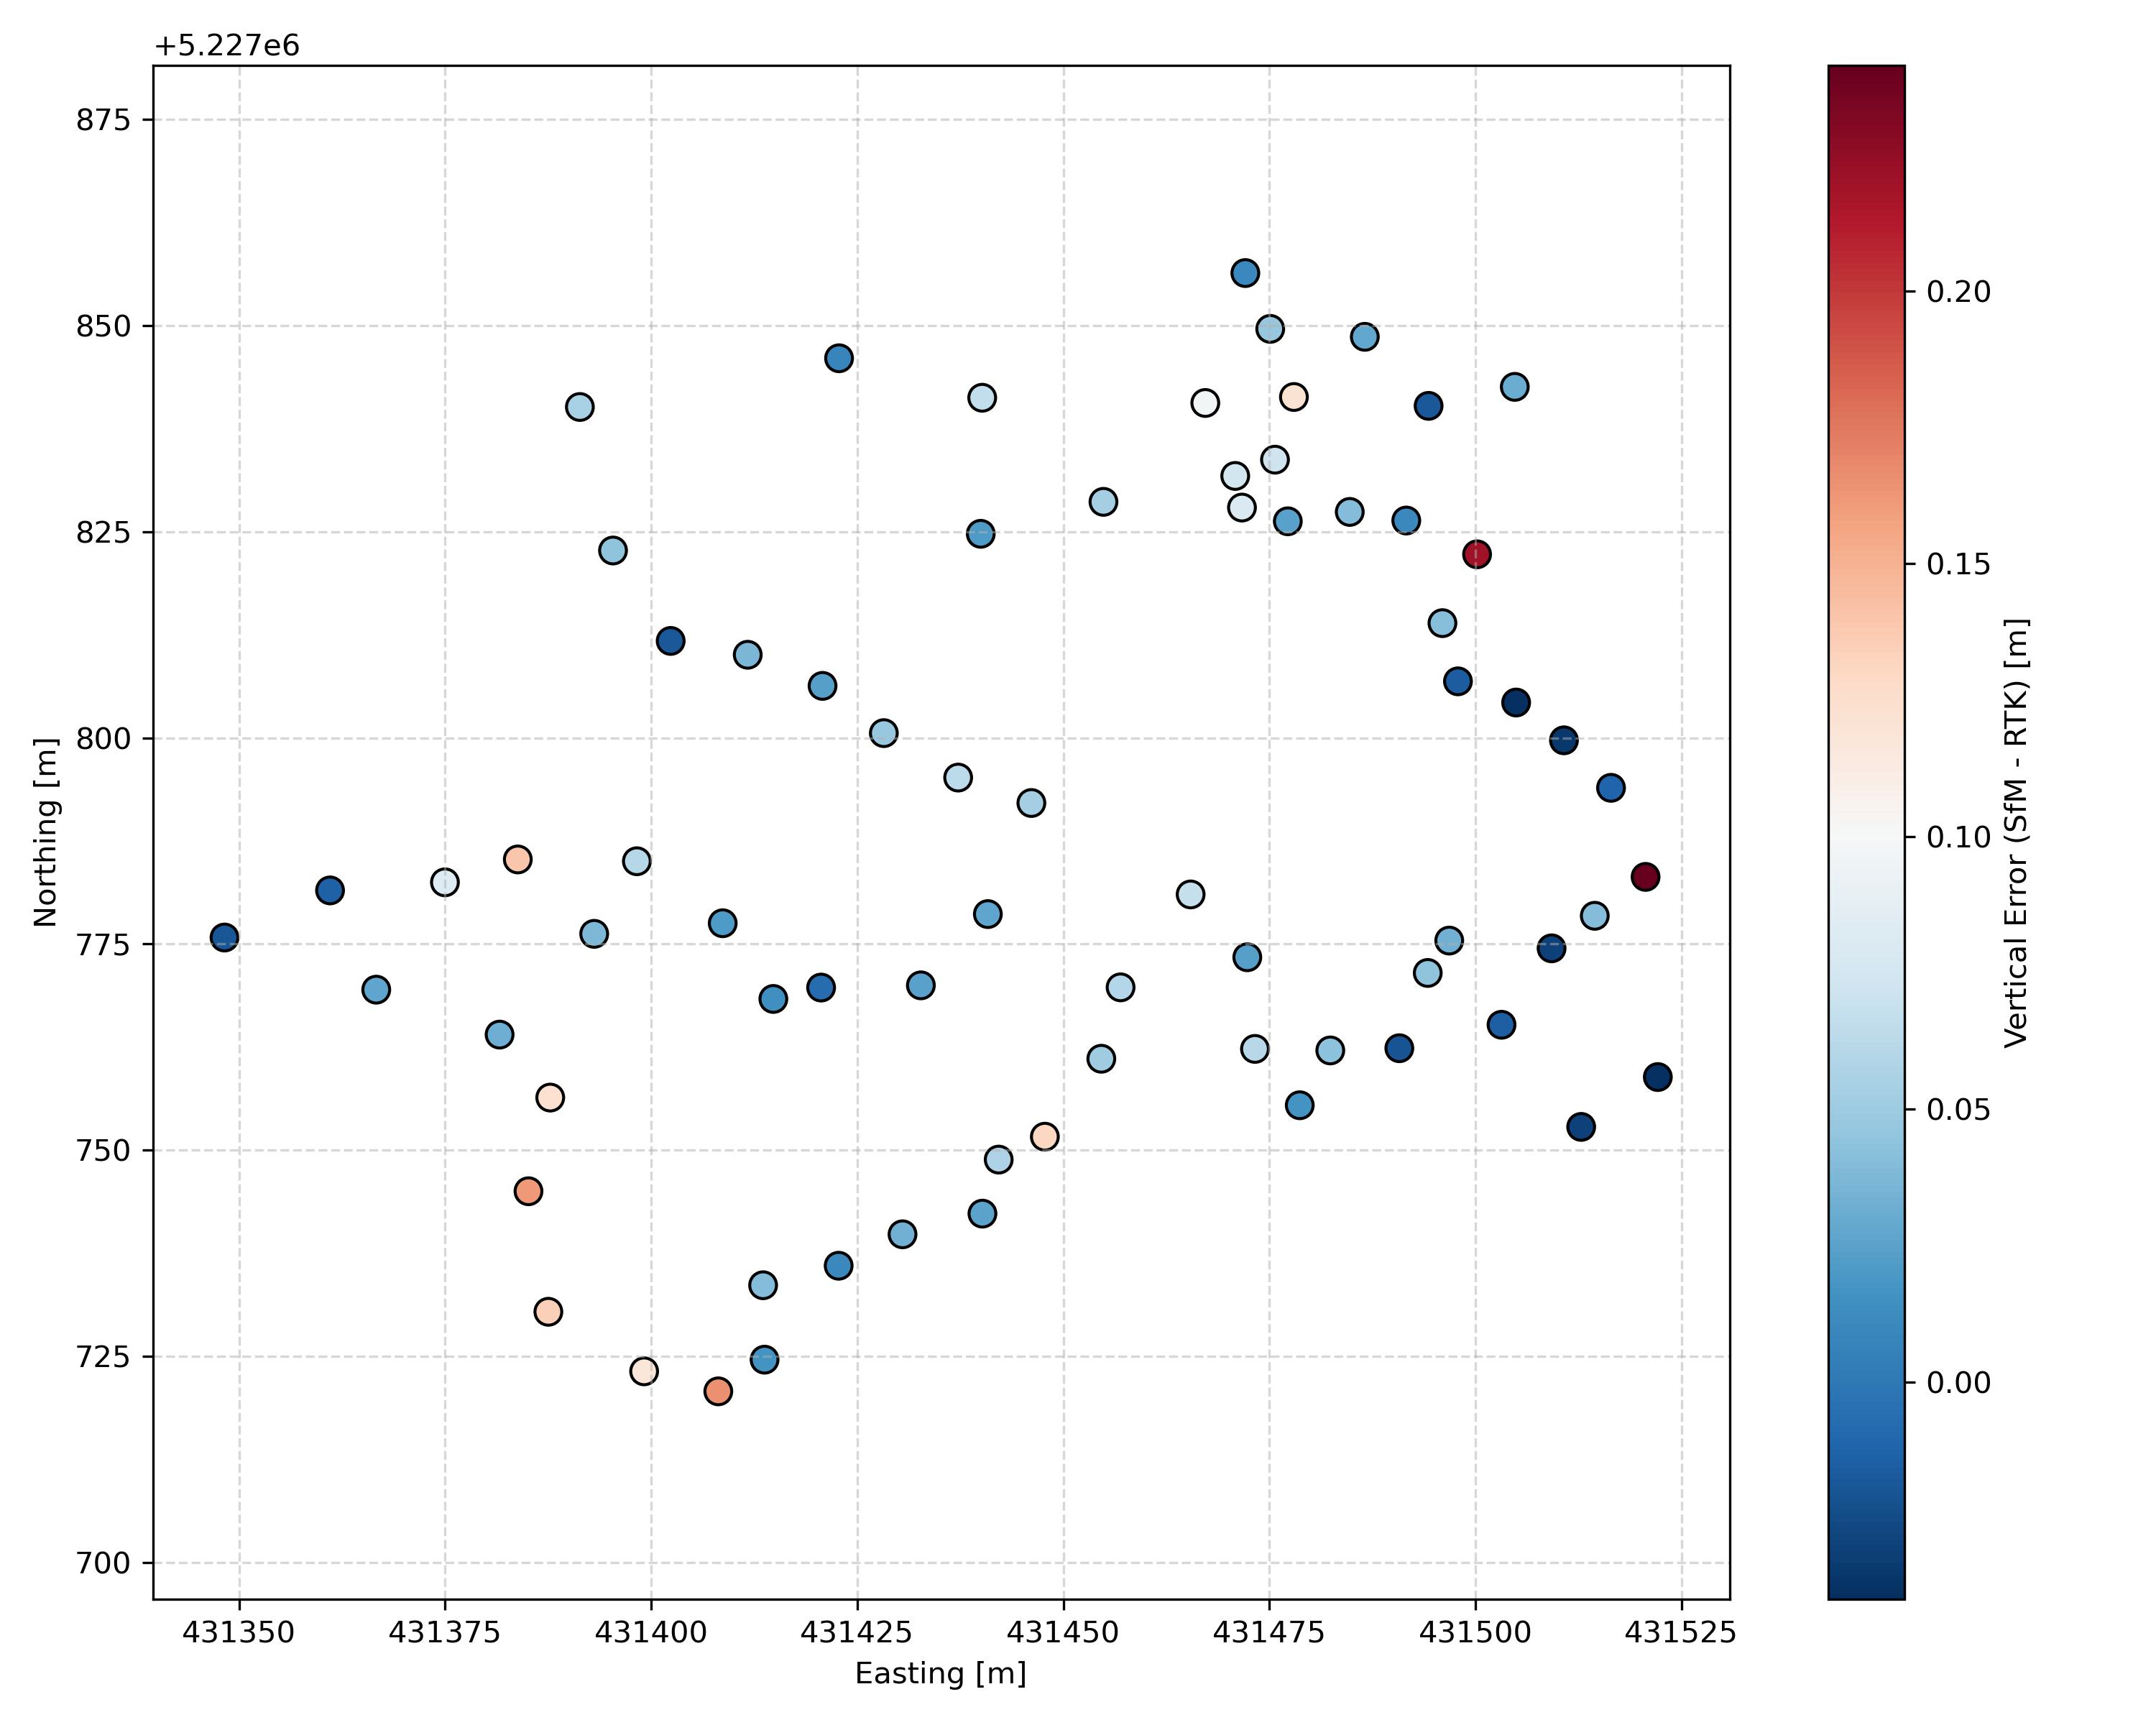 +5.227e6
875
850
825
800
775
750
725
700
Northing [m]
431350 431375 431400 431425 431450 431475 431500 431525
Easting [m]
0.20
0.15
0.10
0.05
0.00
Vertical Error (SfM - RTK) [m]